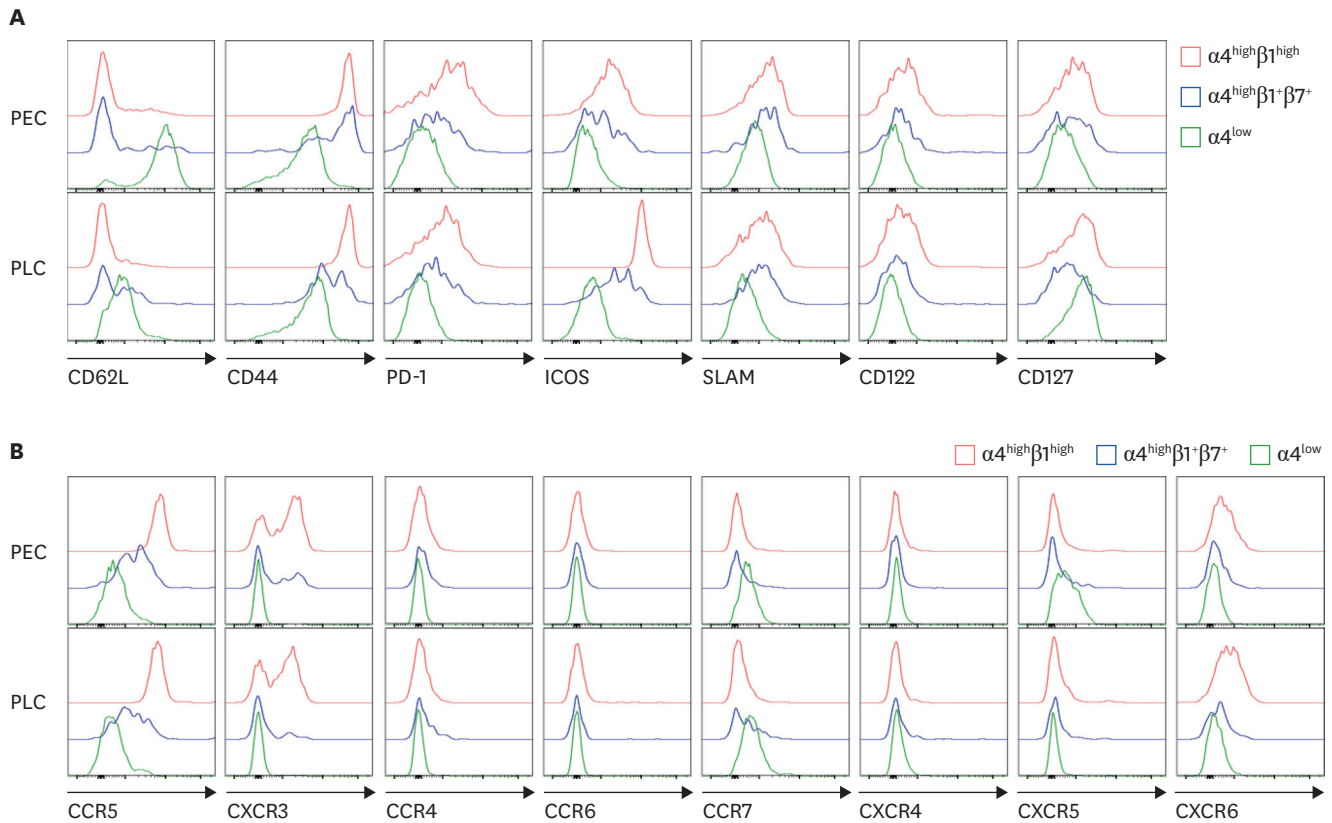 A
α4highβ1high
α4highβ1+β7+
α4low
PEC
PLC
CD62L CD44 PD-1 ICOS SLAM CD122 CD127
B
α4highβ1high α4highβ1+β7+ α4low
PEC
PLC
CCR5 CXCR3 CCR4 CCR6 CCR7 CXCR4 CXCR5 CXCR6